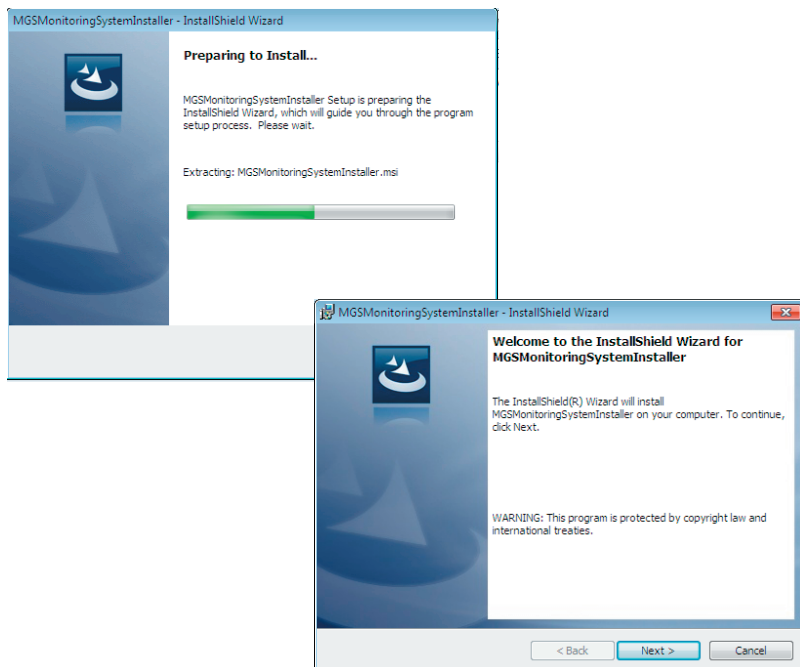 MGSMonitoringSystemInstaller - InstallShield Wizard
Preparing to Install...
MGSMonitoringSystemInstaller Setup is preparing the
InstallShield Wizard, which will guide you through the program
setup process.  Please wait.
Extracting: MGSMonitoringSystemInstaller.msi
MGSMonitoringSystemInstaller - InstallShield Wizard
Welcome to the InstallShield Wizard for
MGSMonitoringSystemInstaller
The InstallShield(R) Wizard will install
MGSMonitoringSystemInstaller on your computer. To continue,
click Next.
WARNING: This program is protected by copyright law and
international treaties.
< Back
Next >
Cancel